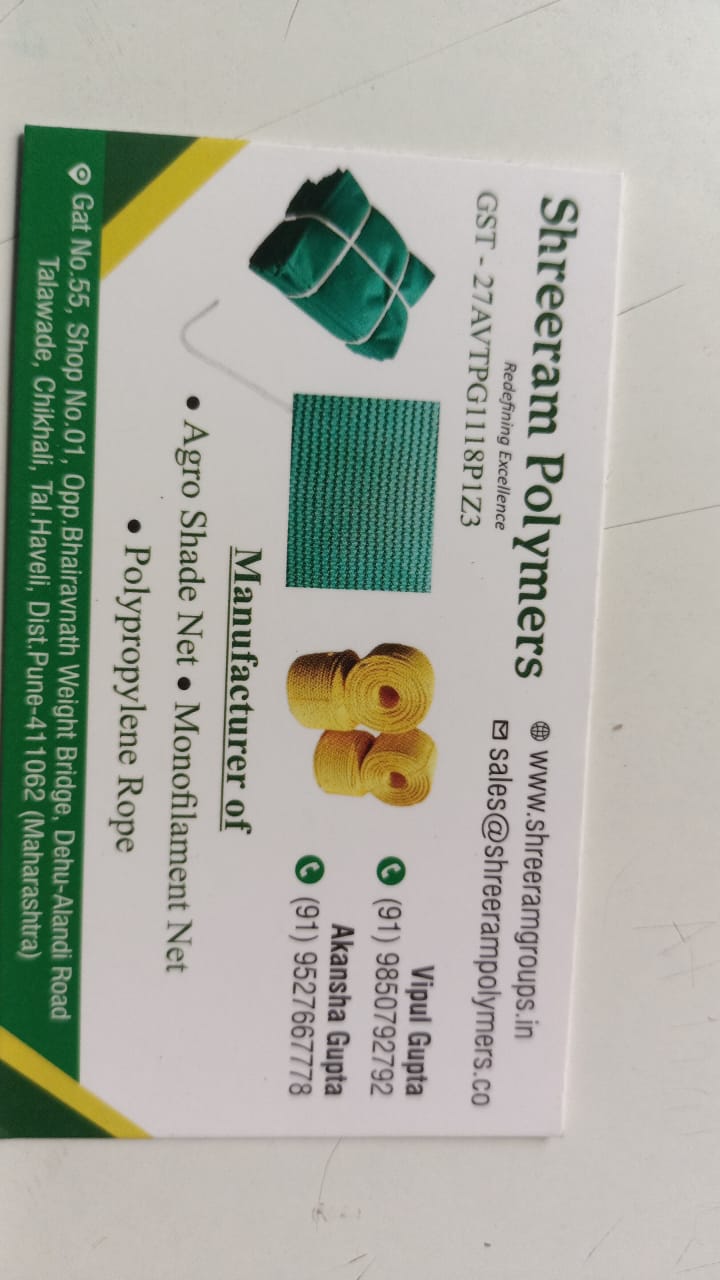 Shreeram Polymers
Redefining Excellence
GST - 27AVTPG1118P1Z3
www.shreeramgroups.in
sales@shreerampolymers.co
Vipul Gupta
(91) 9850792792
Akansha Gupta
(91) 9527667778
Manufacturer of
• Agro Shade Net • Monofilament Net
• Polypropylene Rope
Gat No.55, Shop No.01, Opp.Bhairavnath Weight Bridge, Dehu-Alandi Road
Talawade, Chikhali, Tal.Haveli, Dist.Pune-411062 (Maharashtra)